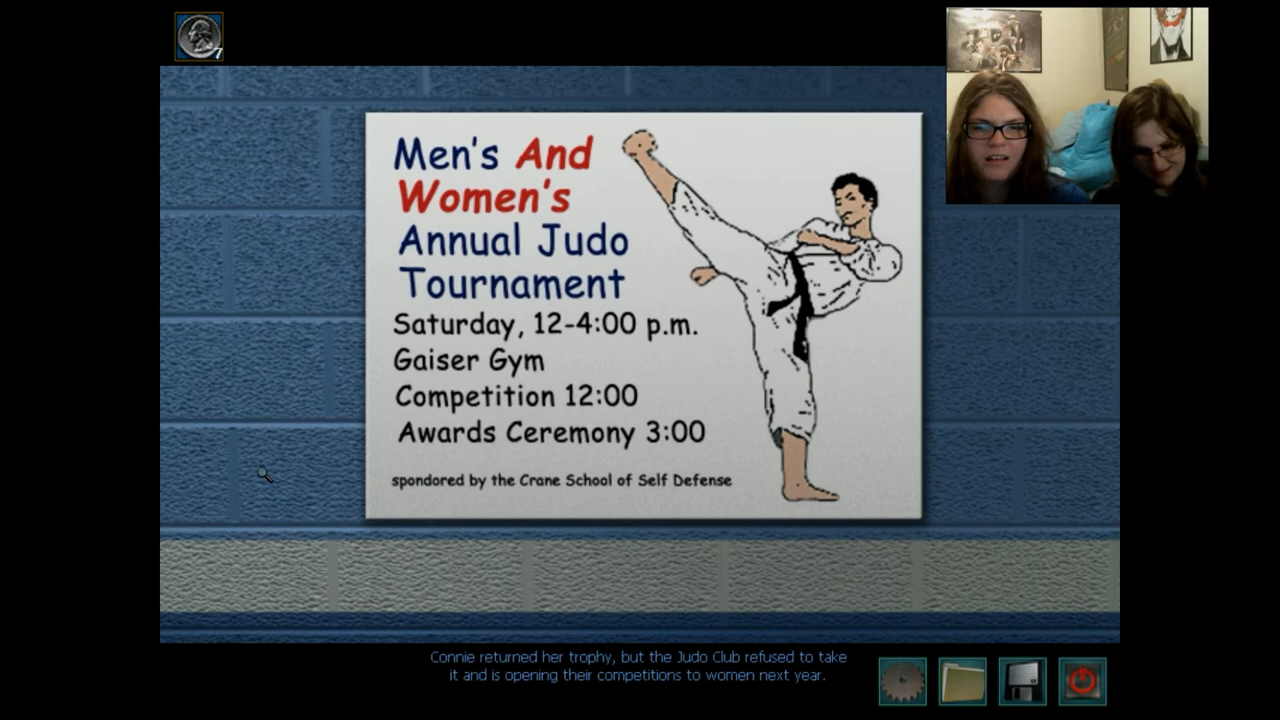 7
Men's And
Women's
Annual Judo
Tournament
Saturday, 12-4:00 p.m.
Gaiser Gym
Competition 12:00
Awards Ceremony 3:00
spondored by the Crane School of Self Defense
Connie returned her trophy, but the Judo Club refused to take
it and is opening their competitions to women next year.